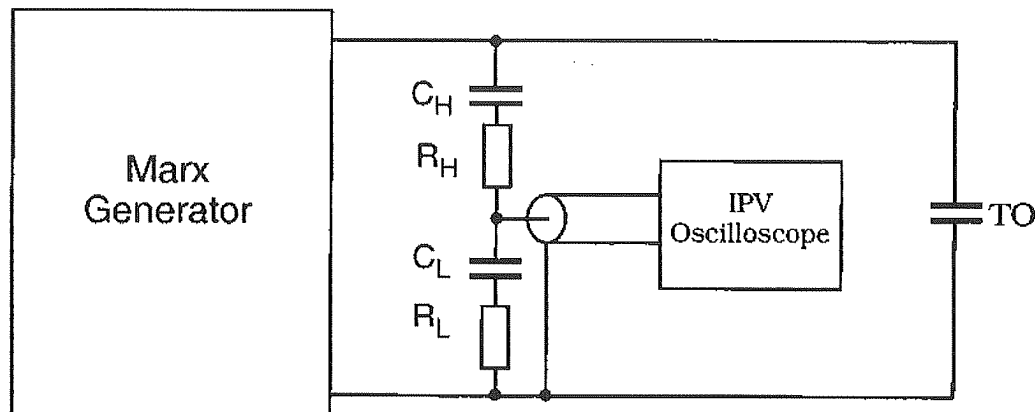 Marx
Generator
C_H
R_H
C_L
R_L
IPV
Oscilloscope
TO